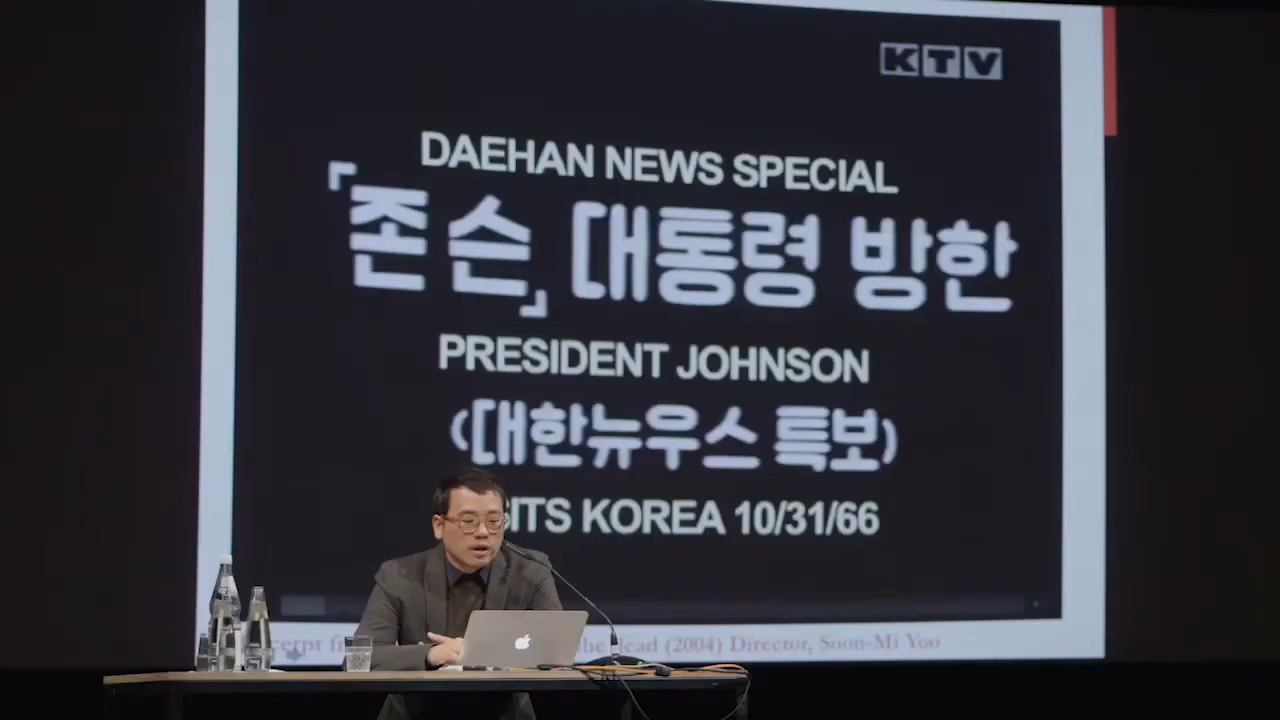 KTV
DAEHAN NEWS SPECIAL
「존슨」대통령 방한
PRESIDENT JOHNSON
(대한뉴우스 특보)
KOREA 10/31/66
Head (2004) Director, Soon-Mi Yoo